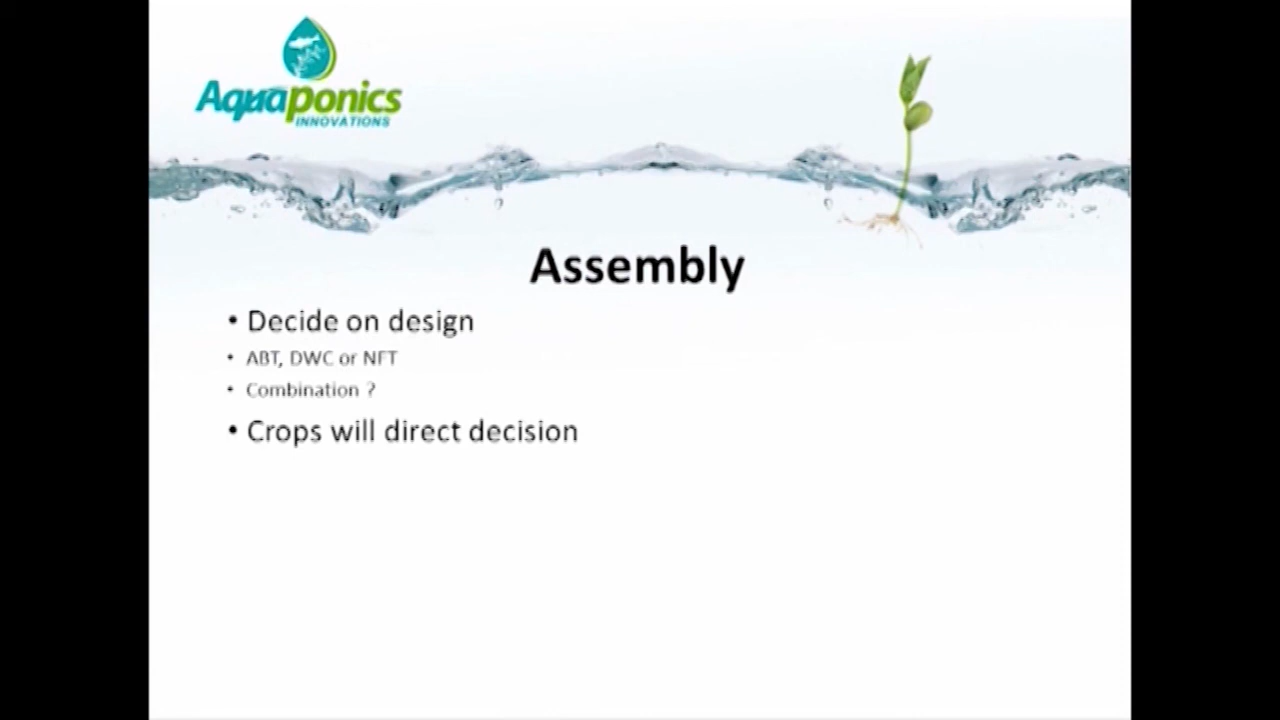 Aquaponics
INNOVATIONS
Assembly
• Decide on design
• ABT, DWC or NFT
• Combination ?
• Crops will direct decision